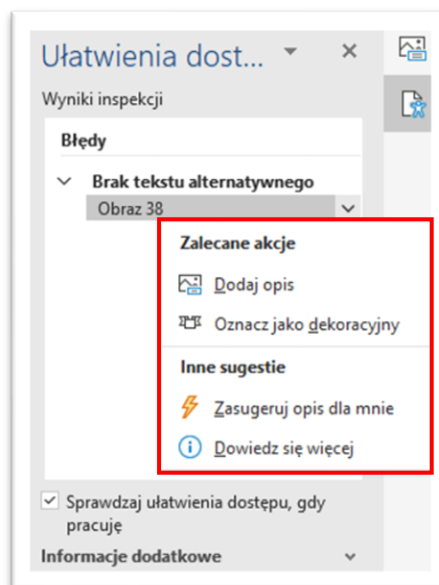 Ułatwienia dost...
Wyniki inspekcji
Błędy
Brak tekstu alternatywnego
Obraz 38
Zalecane akcje
Dodaj opis
Oznacz jako dekoracyjny
Inne sugestie
Zasugeruj opis dla mnie
Dowiedz się więcej
Sprawdzaj ułatwienia dostępu, gdy
pracuję
Informacje dodatkowe